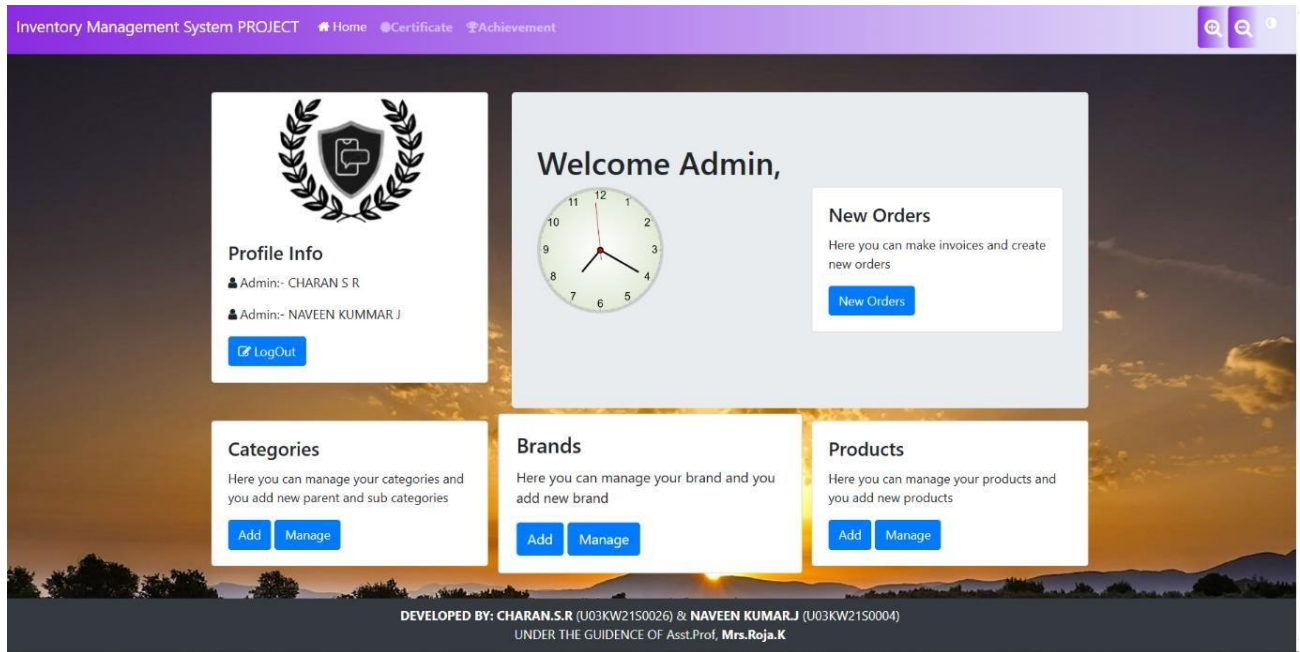 Inventory Management System PROJECT Home Certificate Achievement
Profile Info
Admin:- CHARAN S R
Admin:- NAVEEN KUMMAR J
LogOut
Welcome Admin,
12
11 1
10 2
9 3
8 4
7 5
6
New Orders
Here you can make invoices and create
new orders
New Orders
Categories
Here you can manage your categories and
you add new parent and sub categories
Add Manage
Brands
Here you can manage your brand and you
add new brand
Add Manage
Products
Here you can manage your products and
you add new products
Add Manage
DEVELOPED BY: CHARAN.S.R (U03KW21S0026) & NAVEEN KUMAR.J (U03KW21S0004)
UNDER THE GUIDENCE OF Asst.Prof, Mrs.Roja.K